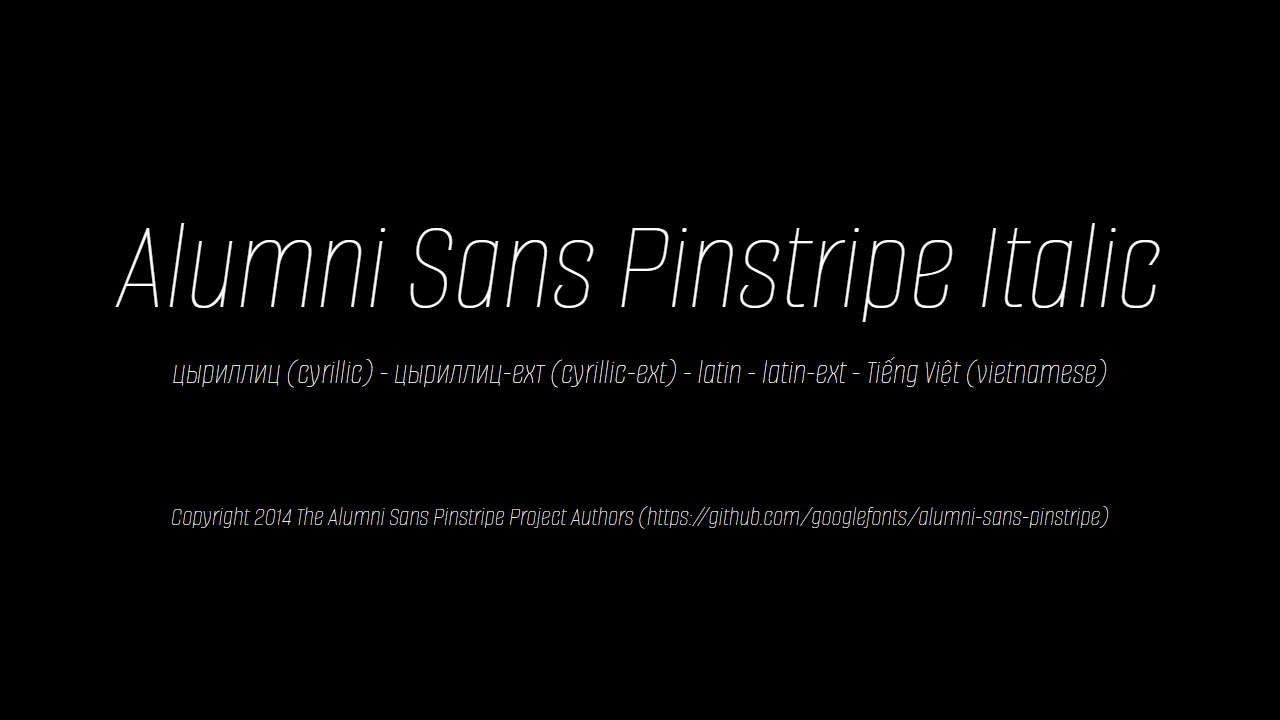 Alumni Sans Pinstripe Italic
цыриллиц (cyrillic) - цыриллиц-ехт (cyrillic-ext) - latin - latin-ext - Tiếng Việt (vietnamese)
Copyright 2014 The Alumni Sans Pinstripe Project Authors (https://github.com/googlefonts/alumni-sans-pinstripe)